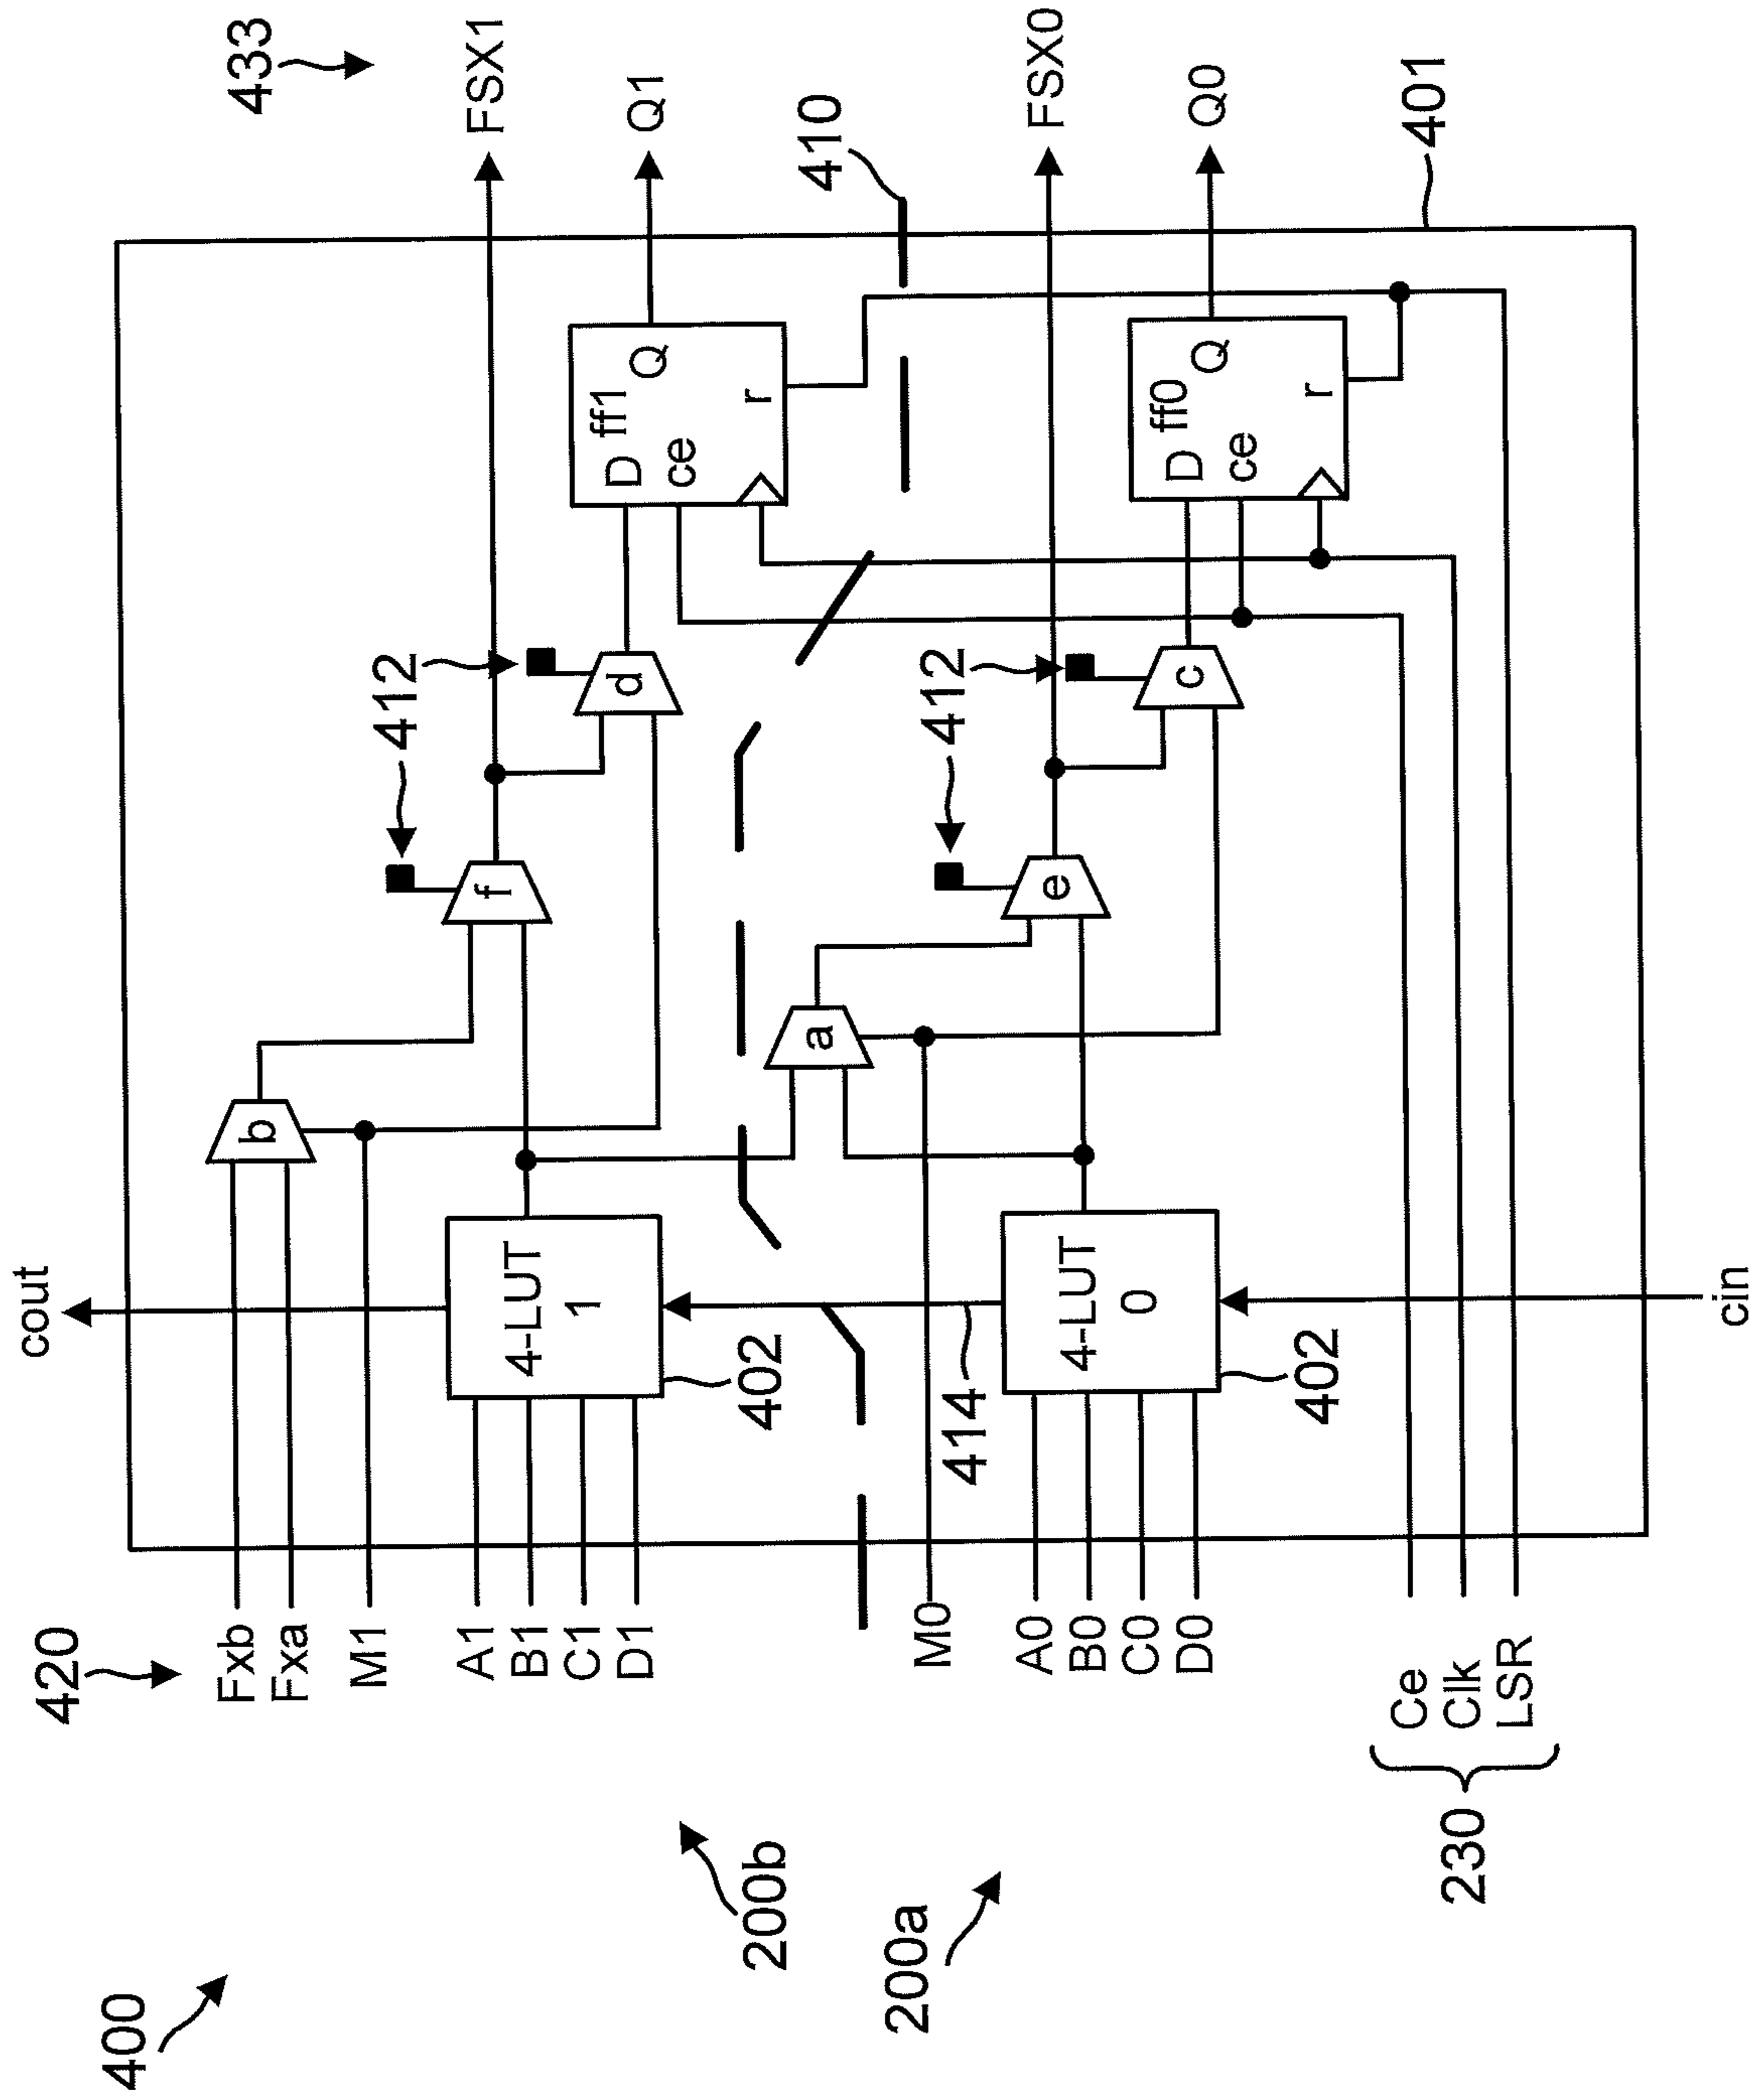 400
420
433
cout
Fxb
Fxa
M1
b
f
412
412
d
FSX1
A1
B1
C1
D1
4-LUT
1
402
D ff1 Q
ce
r
Q1
200b
410
M0
414
a
e
412
412
c
FSX0
200a
A0
B0
C0
D0
4-LUT
0
402
D ff0 Q
ce
r
Q0
230
Ce
Clk
LSR
401
cin